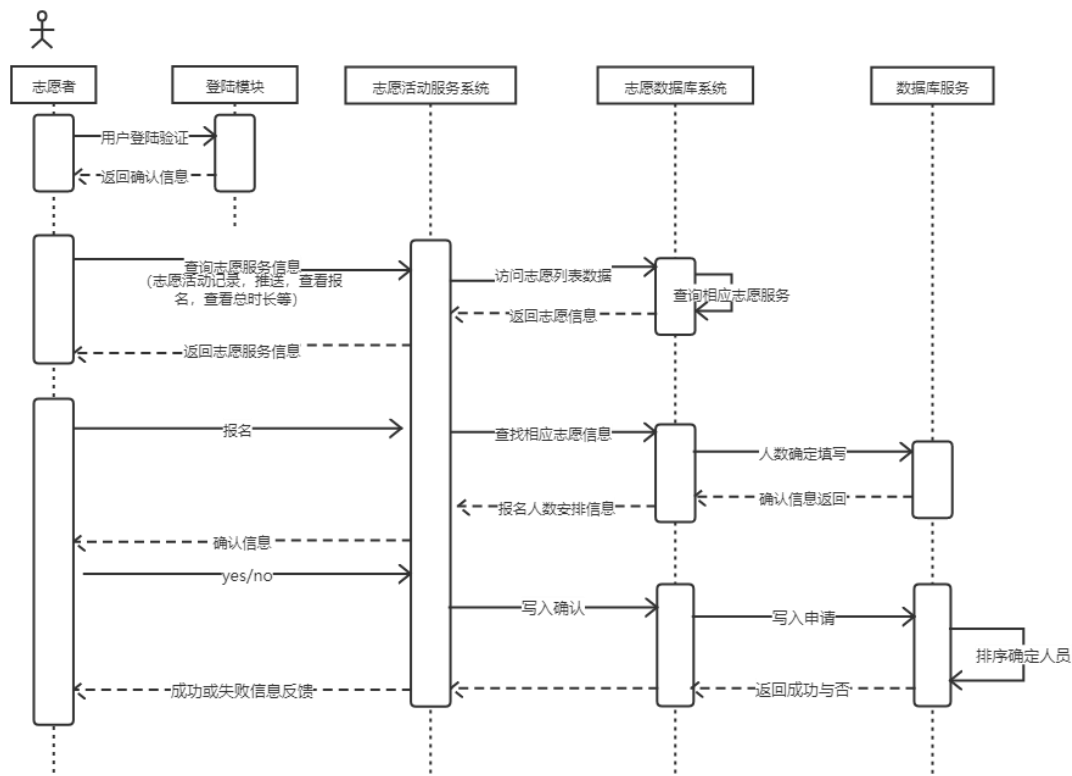 志愿者
登陆模块
志愿活动服务系统
志愿数据库系统
数据库服务
用户登陆验证
返回确认信息
查询志愿服务信息
(志愿活动记录，推送，查看报
名，查看总时长等)
访问志愿列表数据
查询相应志愿服务
返回志愿信息
返回志愿服务信息
报名
查找相应志愿信息
人数确定填写
确认信息返回
报名人数安排信息
确认信息
yes/no
写入确认
写入申请
排序确定人员
返回成功与否
成功或失败信息反馈